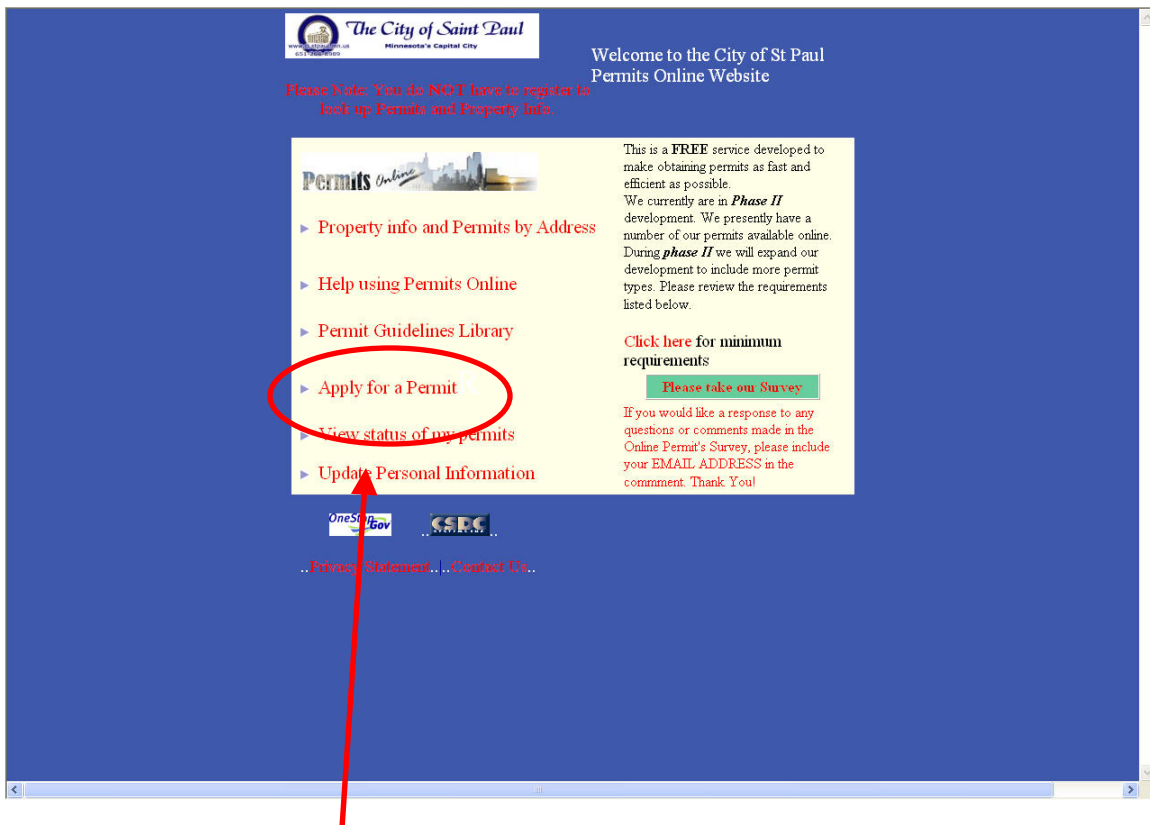 The City of Saint Paul
Minnesota's Capital City
651-266-8989
Welcome to the City of St Paul
Permits Online Website
Please Note: You do NOT have to register to
look up Permits and Property Info.
Permits Online
Property info and Permits by Address
Help using Permits Online
Permit Guidelines Library
Apply for a Permit
View status of my permits
Update Personal Information
This is a FREE service developed to
make obtaining permits as fast and
efficient as possible.
We currently are in Phase II
development. We presently have a
number of our permits available online.
During phase II we will expand our
development to include more permit
types. Please review the requirements
listed below.
Click here for minimum
requirements
Please take our Survey
If you would like a response to any
questions or comments made in the
Online Permit's Survey, please include
your EMAIL ADDRESS in the
commment. Thank You!
OneStopGov
..CSDC..
..Privacy Statement..|..Contact Us..